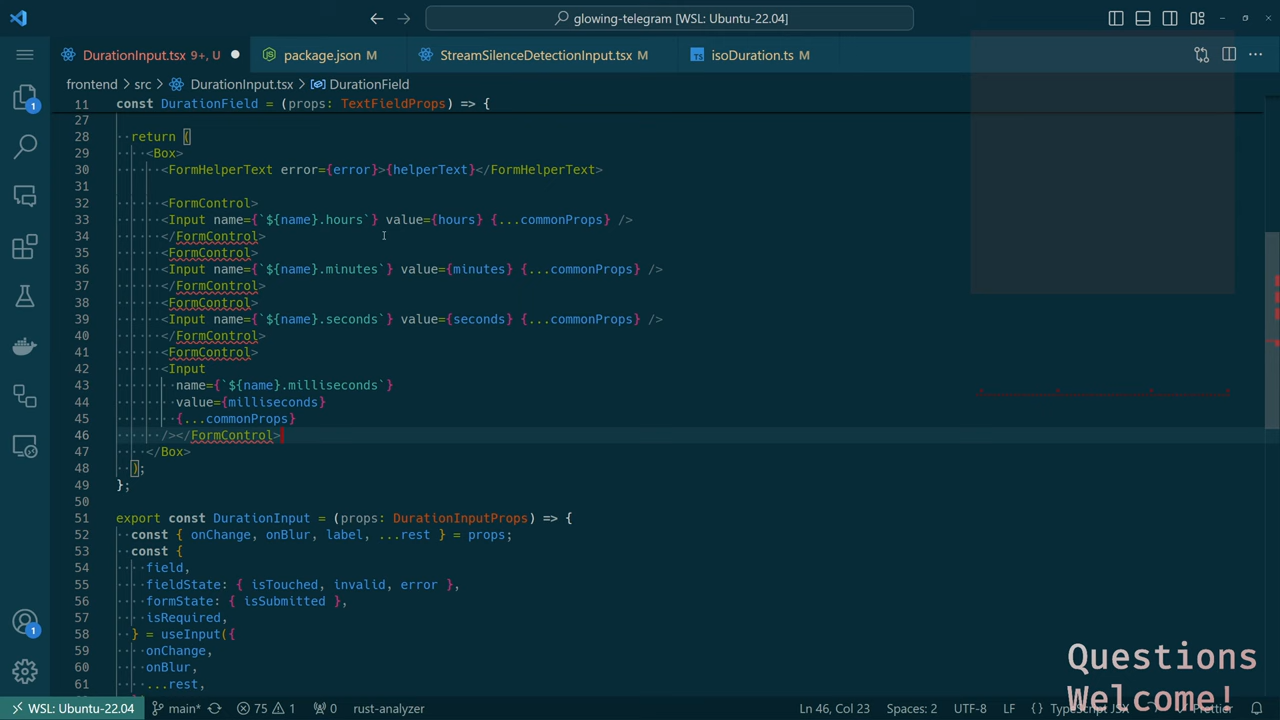 glowing-telegram [WSL: Ubuntu-22.04]
DurationInput.tsx 9+, U
package.json M
StreamSilenceDetectionInput.tsx M
TS isoDuration.ts M
frontend > src > DurationInput.tsx > DurationField
11 const DurationField = (props: TextFieldProps) => {
27
28 return (
29 <Box>
30 <FormHelperText error={error}>{helperText}</FormHelperText>
31
32 <FormControl>
33 <Input name={`${name}.hours`} value={hours} {...commonProps} />
34 </FormControl>
35 <FormControl>
36 <Input name={`${name}.minutes`} value={minutes} {...commonProps} />
37 </FormControl>
38 <FormControl>
39 <Input name={`${name}.seconds`} value={seconds} {...commonProps} />
40 </FormControl>
41 <FormControl>
42 <Input
43 name={`${name}.milliseconds`}
44 value={milliseconds}
45 {...commonProps}
46 /></FormControl>
47 </Box>
48 );
49 };
50
51 export const DurationInput = (props: DurationInputProps) => {
52 const { onChange, onBlur, label, ...rest } = props;
53 const {
54 field,
55 fieldState: { isTouched, invalid, error },
56 formState: { isSubmitted },
57 isRequired,
58 } = useInput({
59 onChange,
60 onBlur,
61 ...rest,
1
1
Questions
Welcome!
WSL: Ubuntu-22.04 main* 75 1 0 rust-analyzer Ln 46, Col 23 Spaces: 2 UTF-8 LF {} TypeScript JSX Prettier